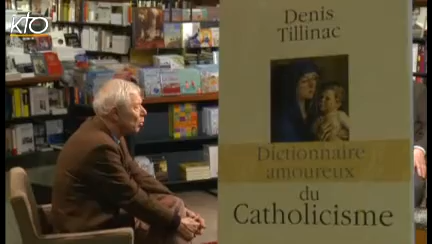 KTO
Denis
Tillinac
Dictionnaire
amoureux
du
Catholicisme